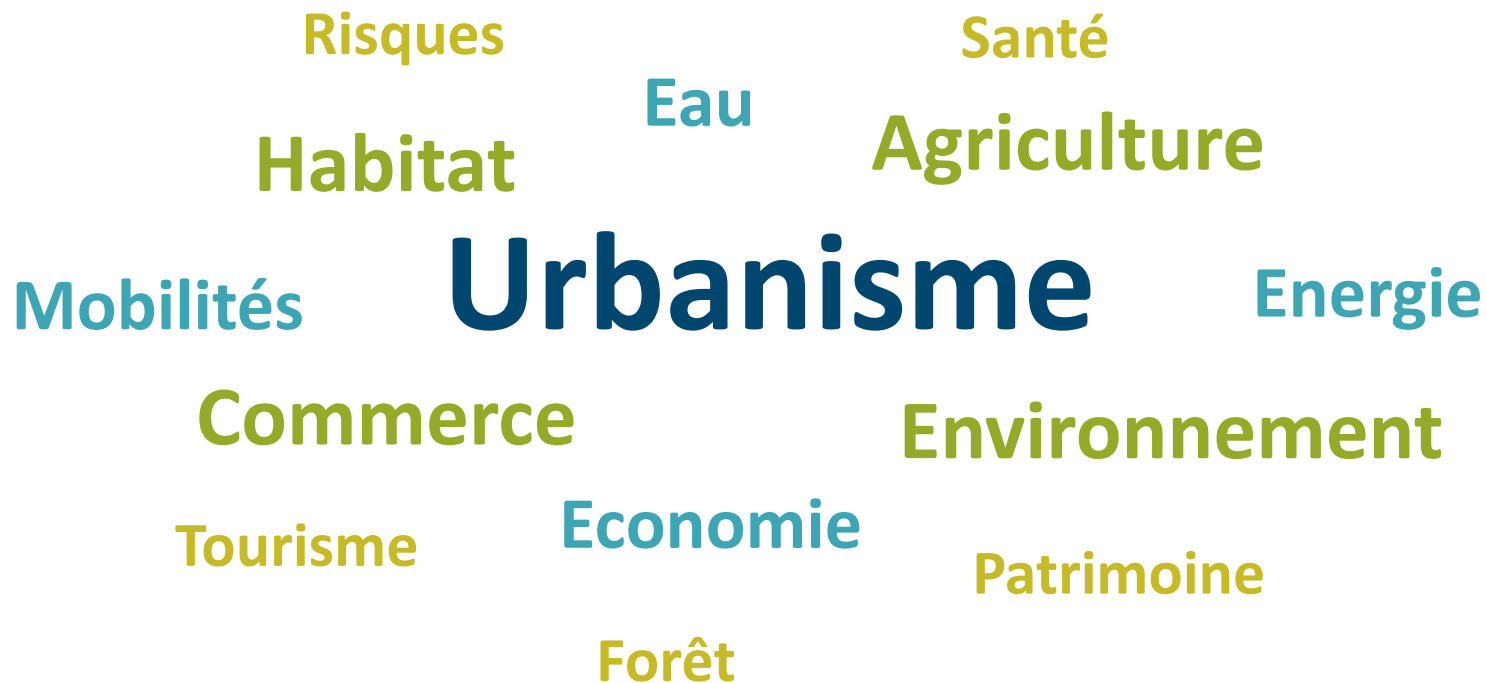 Risques
Santé
Eau
Agriculture
Habitat
Urbanisme
Mobilités
Energie
Commerce
Environnement
Economie
Tourisme
Patrimoine
Forêt